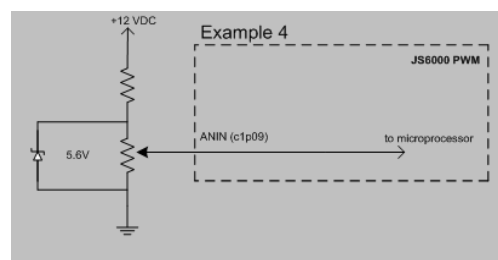 +12 VDC
Example 4
JS6000 PWM
ANIN (c1p09)
to microprocessor
5.6V